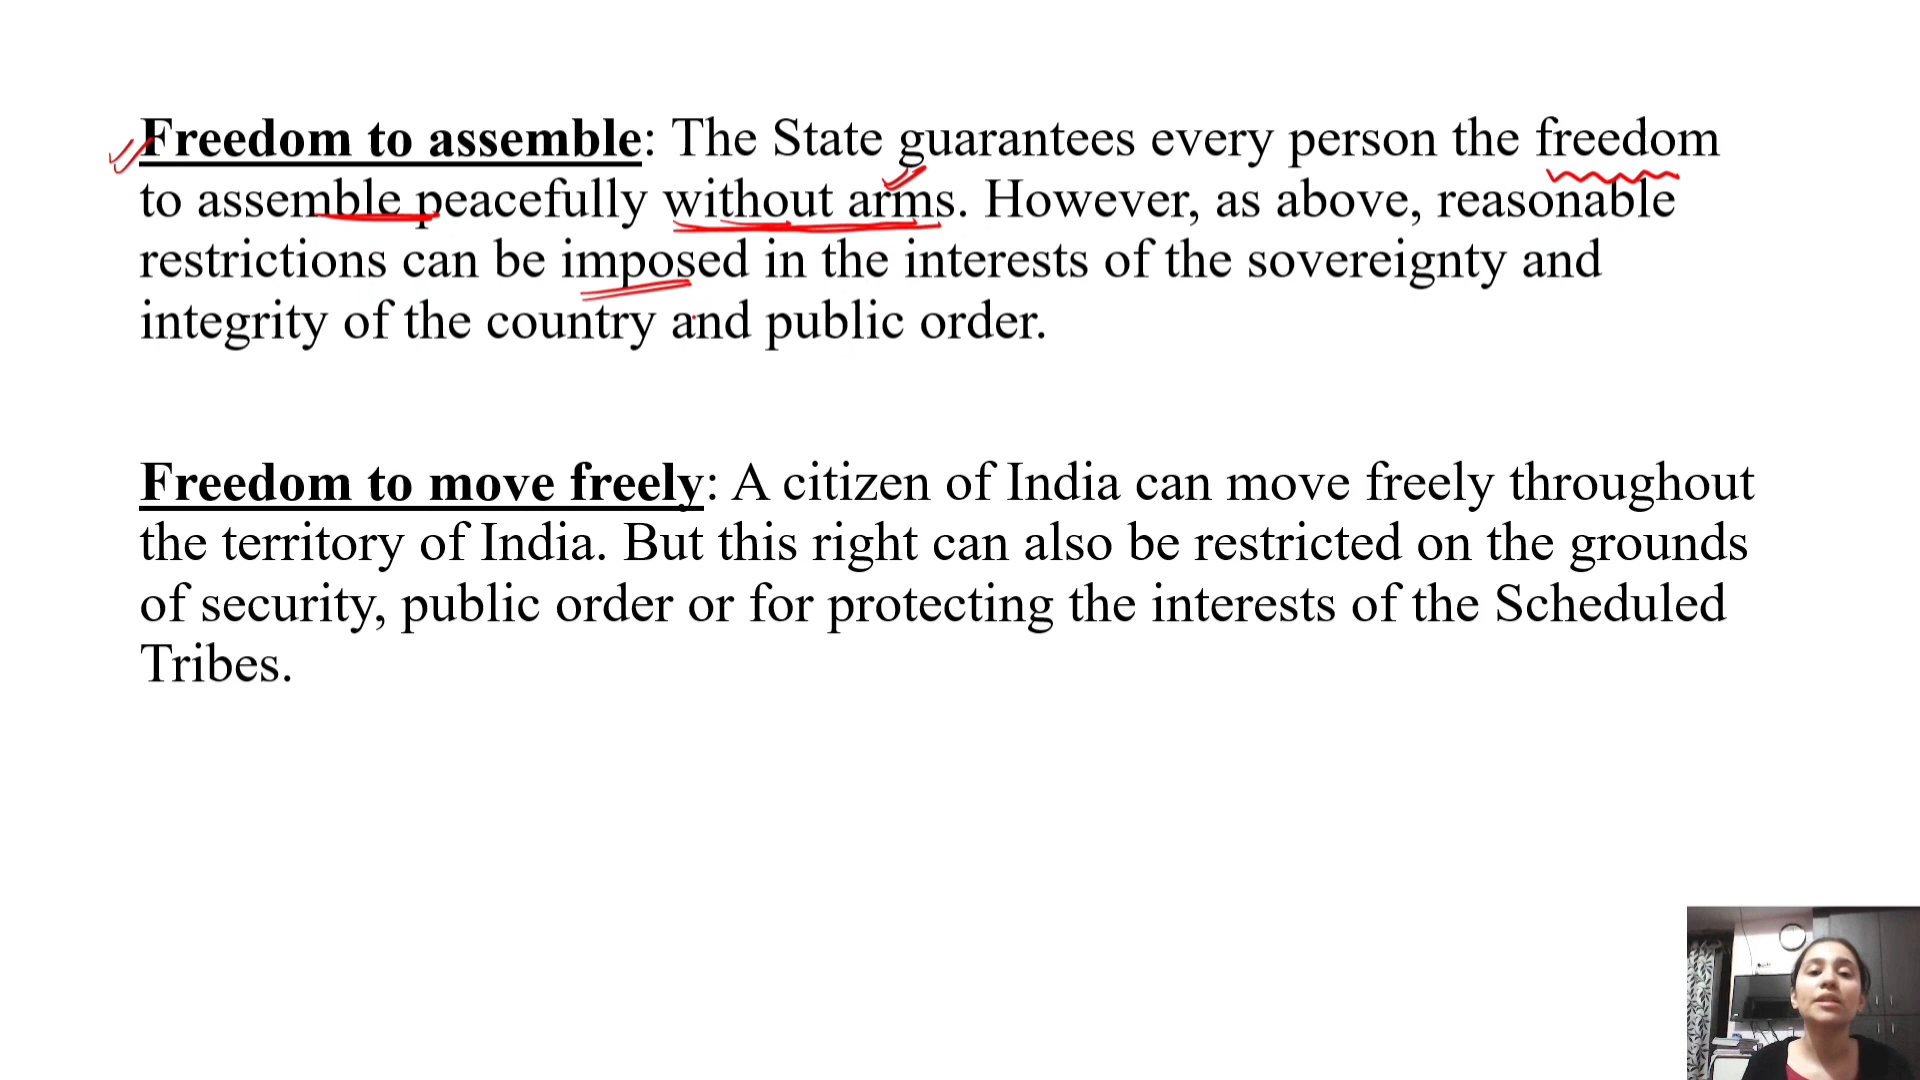 Freedom to assemble: The State guarantees every person the freedom
to assemble peacefully without arms. However, as above, reasonable
restrictions can be imposed in the interests of the sovereignty and
integrity of the country and public order.
Freedom to move freely: A citizen of India can move freely throughout
the territory of India. But this right can also be restricted on the grounds
of security, public order or for protecting the interests of the Scheduled
Tribes.